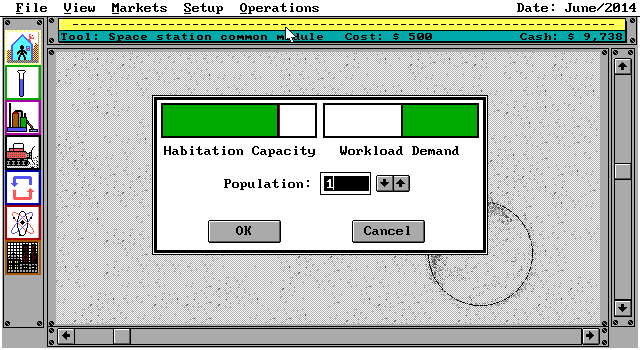 File View Markets Setup Operations Date: June/2014
Tool: Space station common module Cost: $ 500 Cash: $ 9,738
Habitation Capacity Workload Demand
Population: 1
OK Cancel